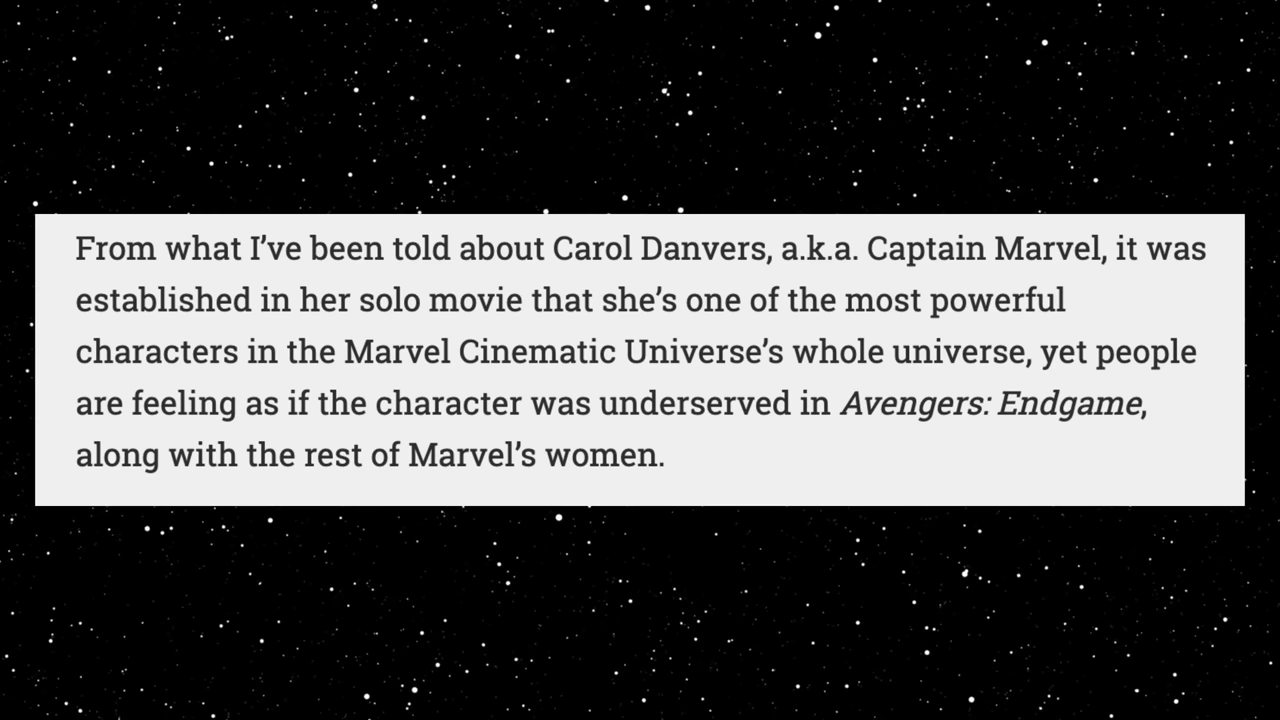 From what I’ve been told about Carol Danvers, a.k.a. Captain Marvel, it was
established in her solo movie that she’s one of the most powerful
characters in the Marvel Cinematic Universe’s whole universe, yet people
are feeling as if the character was underserved in Avengers: Endgame,
along with the rest of Marvel’s women.